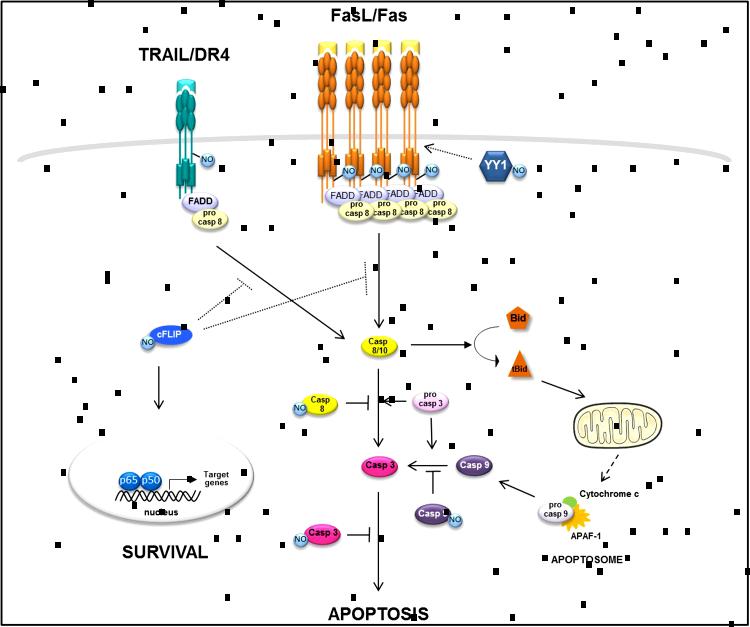 FasL/Fas
TRAIL/DR4
NO
NO
NO
NO
NO
YY1
NO
FADD
FADD
FADD
FADD
FADD
pro
casp 8
pro
casp 8
pro
casp 8
pro
casp 8
pro
casp 8
Bid
cFLIP
NO
Casp
8/10
tBid
Casp
8
NO
pro
casp 3
Casp 3
Casp 9
p65
p50
Target
genes
nucleus
Cytochrome c
pro
casp 9
Casp
NO
Casp 3
NO
APAF-1
SURVIVAL
APOPTOSOME
APOPTOSIS